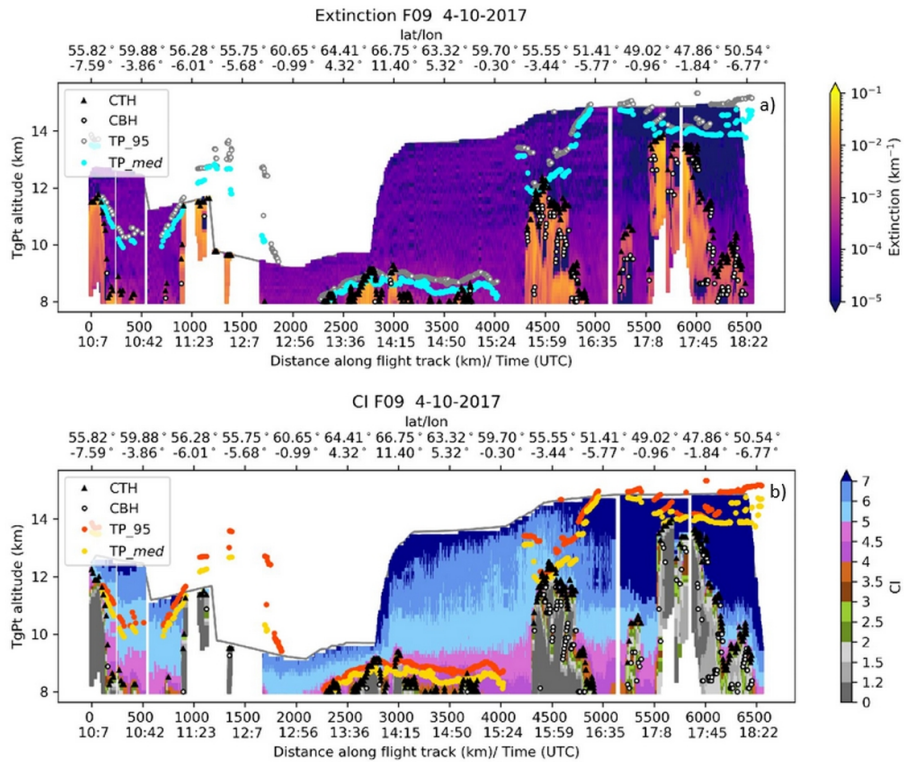 Extinction F09 4-10-2017
lat/lon
55.82° 59.88° 56.28° 55.75° 60.65° 64.41° 66.75° 63.32° 59.70° 55.55° 51.41° 49.02° 47.86° 50.54°
-7.59° -3.86° -6.01° -5.68° -0.99° 4.32° 11.40° 5.32° -0.30° -3.44° -5.77° -0.96° -1.84° -6.77°
a)
CTH
CBH
TP_95
TP_med
14
12
10
8
TgPt altitude (km)
0 500 1000 1500 2000 2500 3000 3500 4000 4500 5000 5500 6000 6500
10:7 10:42 11:23 12:7 12:56 13:36 14:15 14:50 15:24 15:59 16:35 17:8 17:45 18:22
Distance along flight track (km)/ Time (UTC)
10⁻¹
10⁻²
10⁻³
10⁻⁴
10⁻⁵
Extinction (km⁻¹)
CI F09 4-10-2017
lat/lon
55.82° 59.88° 56.28° 55.75° 60.65° 64.41° 66.75° 63.32° 59.70° 55.55° 51.41° 49.02° 47.86° 50.54°
-7.59° -3.86° -6.01° -5.68° -0.99° 4.32° 11.40° 5.32° -0.30° -3.44° -5.77° -0.96° -1.84° -6.77°
b)
CTH
CBH
TP_95
TP_med
14
12
10
8
TgPt altitude (km)
0 500 1000 1500 2000 2500 3000 3500 4000 4500 5000 5500 6000 6500
10:7 10:42 11:23 12:7 12:56 13:36 14:15 14:50 15:24 15:59 16:35 17:8 17:45 18:22
Distance along flight track (km)/ Time (UTC)
7
6
5
4.5
4
3
2.5
2
1.5
1.2
0
CI